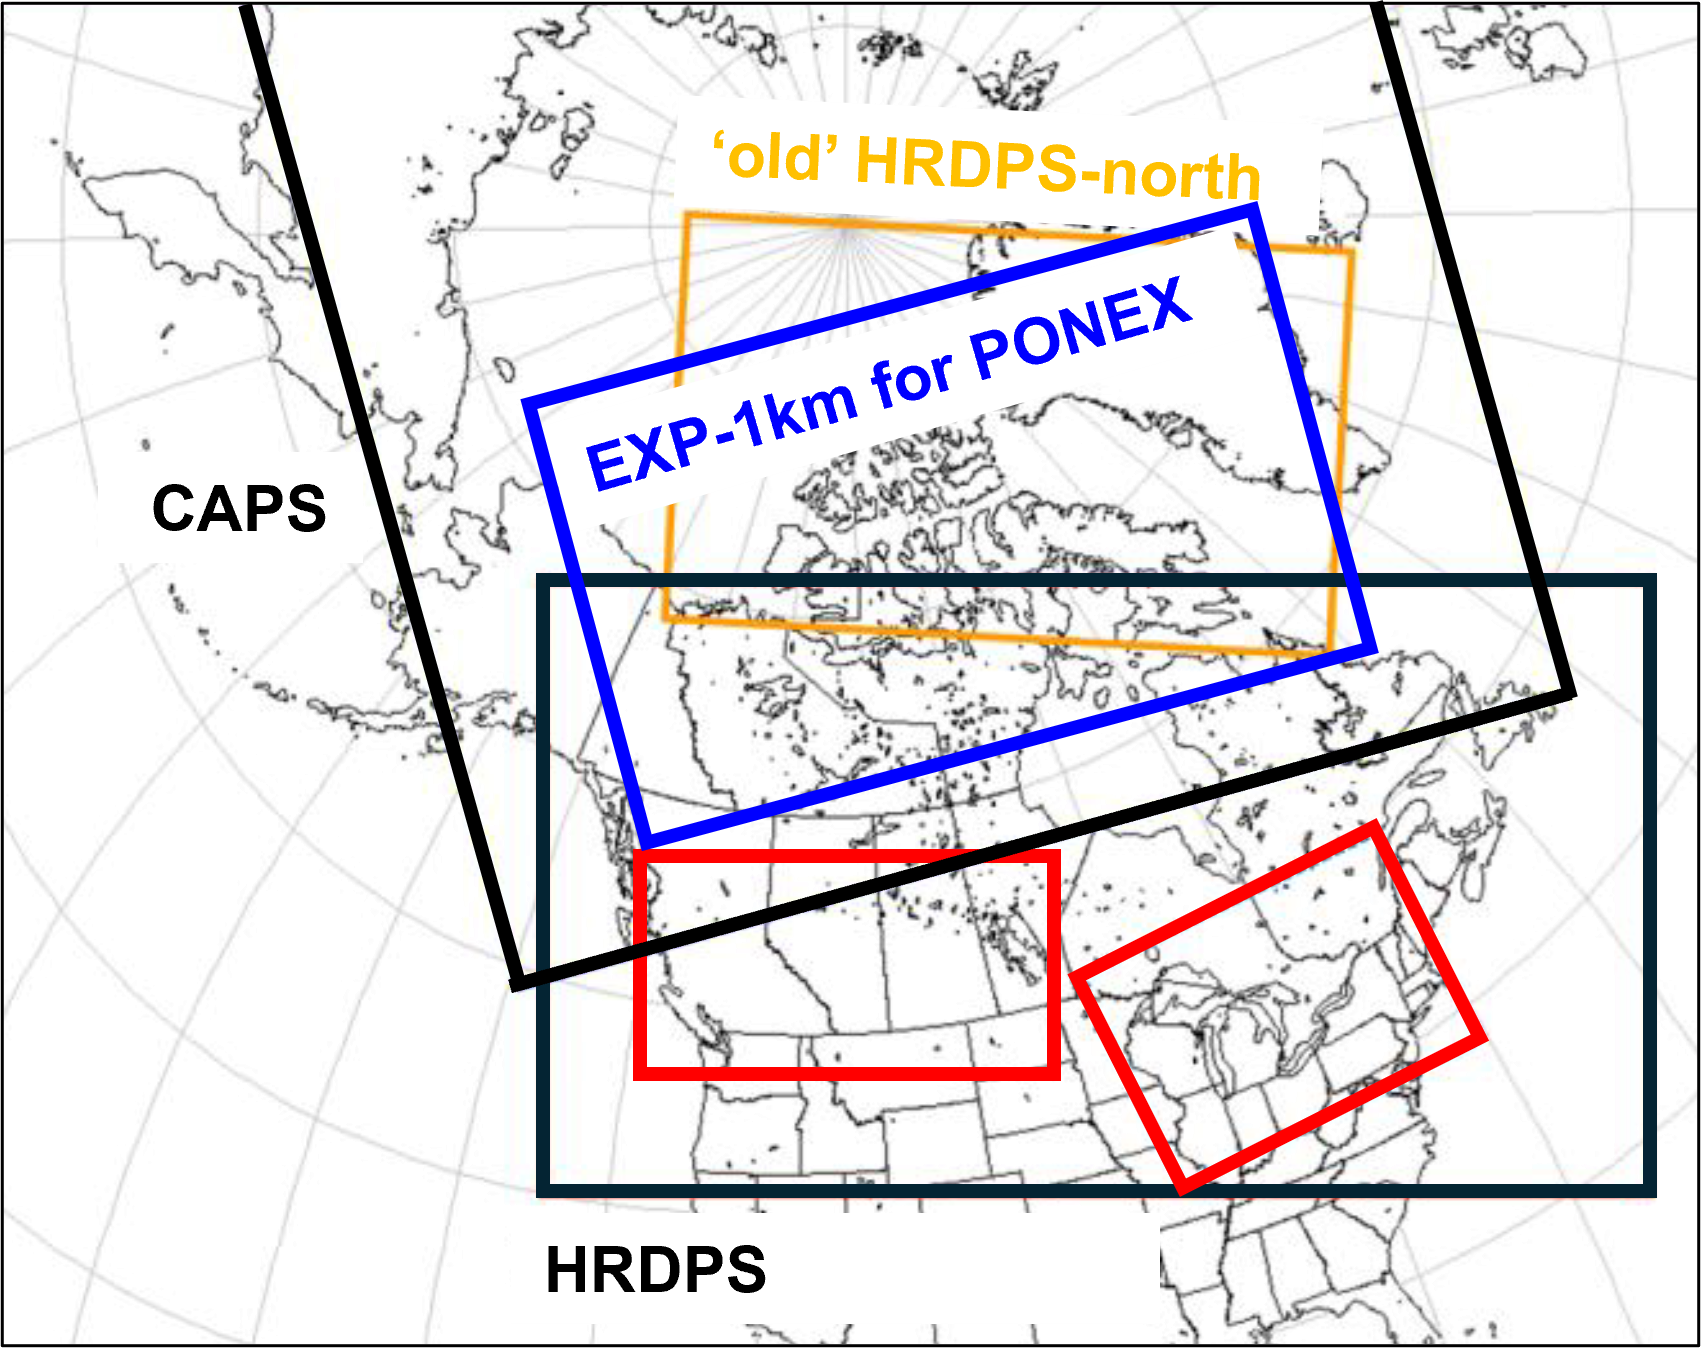 ‘old’ HRDPS-north
EXP-1km for PONEX
CAPS
HRDPS